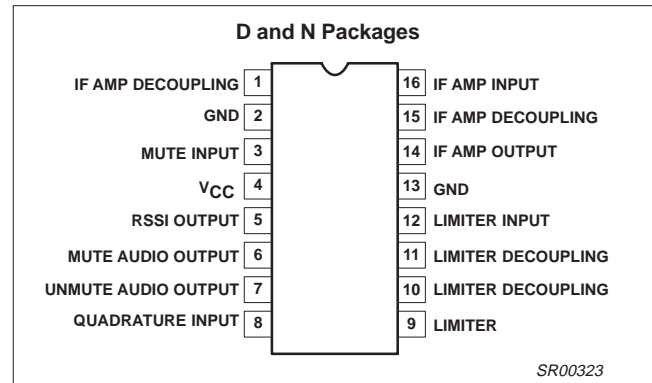 D and N Packages
IF AMP DECOUPLING 1
GND 2
MUTE INPUT 3
VCC 4
RSSI OUTPUT 5
MUTE AUDIO OUTPUT 6
UNMUTE AUDIO OUTPUT 7
QUADRATURE INPUT 8
16 IF AMP INPUT
15 IF AMP DECOUPLING
14 IF AMP OUTPUT
13 GND
12 LIMITER INPUT
11 LIMITER DECOUPLING
10 LIMITER DECOUPLING
9 LIMITER
SR00323